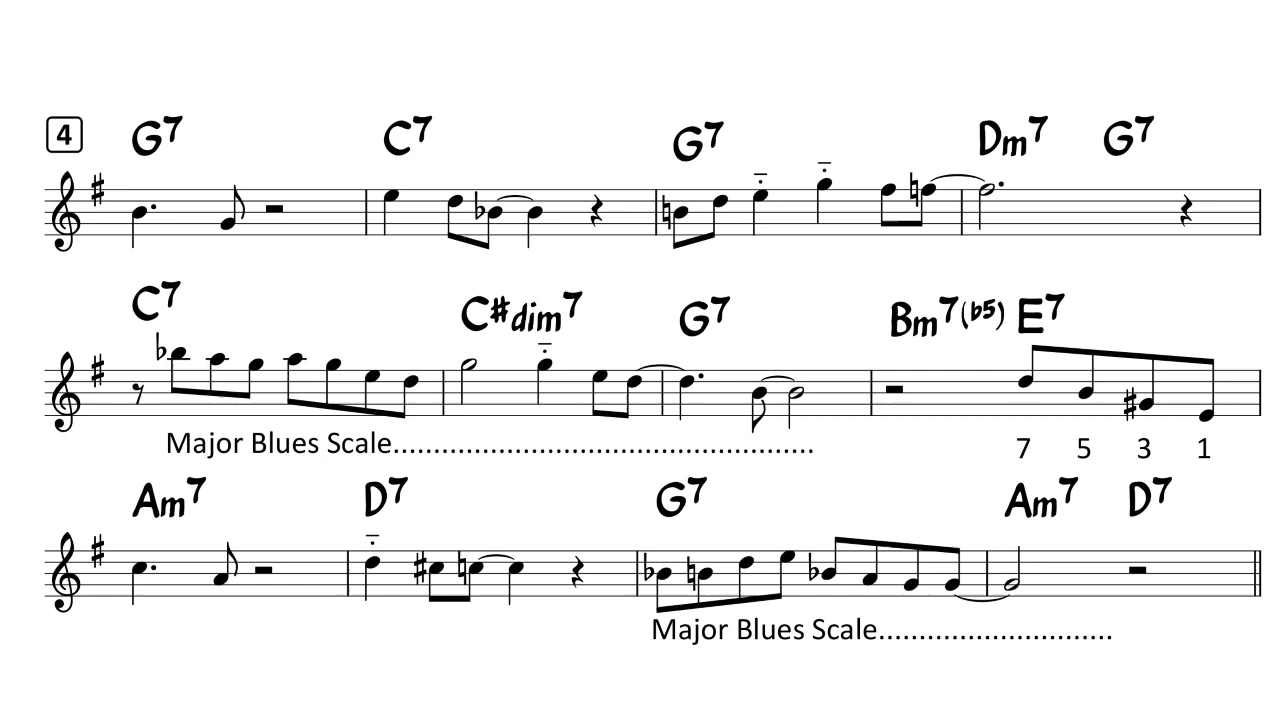 4 G7 C7 G7 Dm7 G7
C7 C#dim7 G7 Bm7(b5) E7
Major Blues Scale.................................................... 7 5 3 1
Am7 D7 G7 Am7 D7
Major Blues Scale.............................